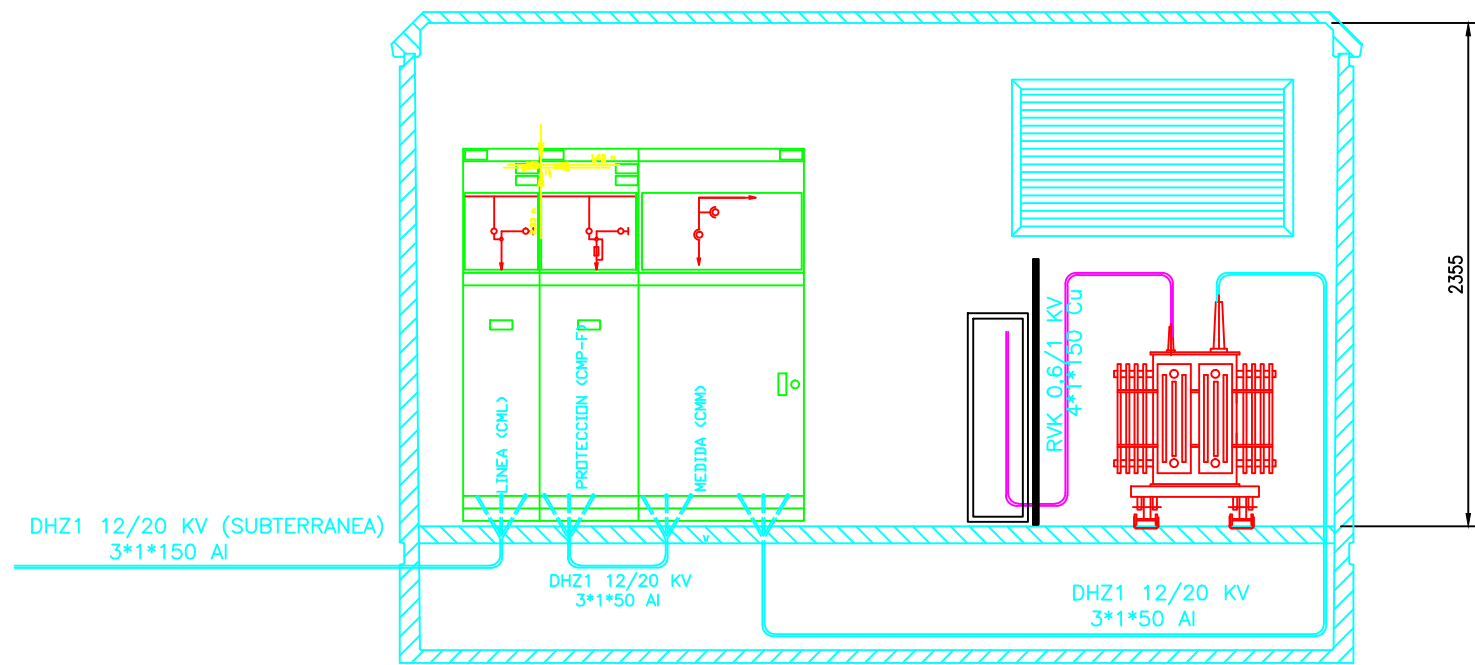 2355
RVK 0,6/1 KV
4*1*150 Cu
LINEA (CML)
PROTECCION (CMP-F)
MEDIDA (CMM)
DHZ1 12/20 KV (SUBTERRANEA)
3*1*150 Al
v
DHZ1 12/20 KV
3*1*50 Al
DHZ1 12/20 KV
3*1*50 Al